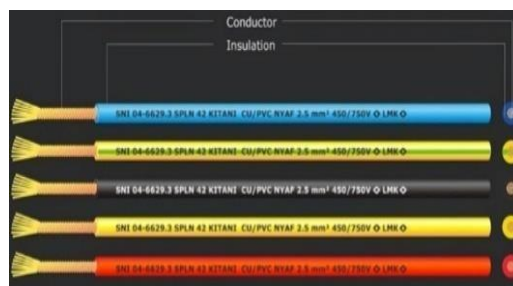 Conductor
Insulation
SNI 04-6629.3 SPLN 42 KITANI CU/PVC NYAF 2.5 mm² 450/750V ◇ LMK ◇
SNI 04-6629.3 SPLN 42 KITANI CU/PVC NYAF 2.5 mm² 450/750V ◇ LMK ◇
SNI 04-6629.3 SPLN 42 KITANI CU/PVC NYAF 2.5 mm² 450/750V ◇ LMK ◇
SNI 04-6629.3 SPLN 42 KITANI CU/PVC NYAF 2.5 mm² 450/750V ◇ LMK ◇
SNI 04-6629.3 SPLN 42 KITANI CU/PVC NYAF 2.5 mm² 450/750V ◇ LMK ◇